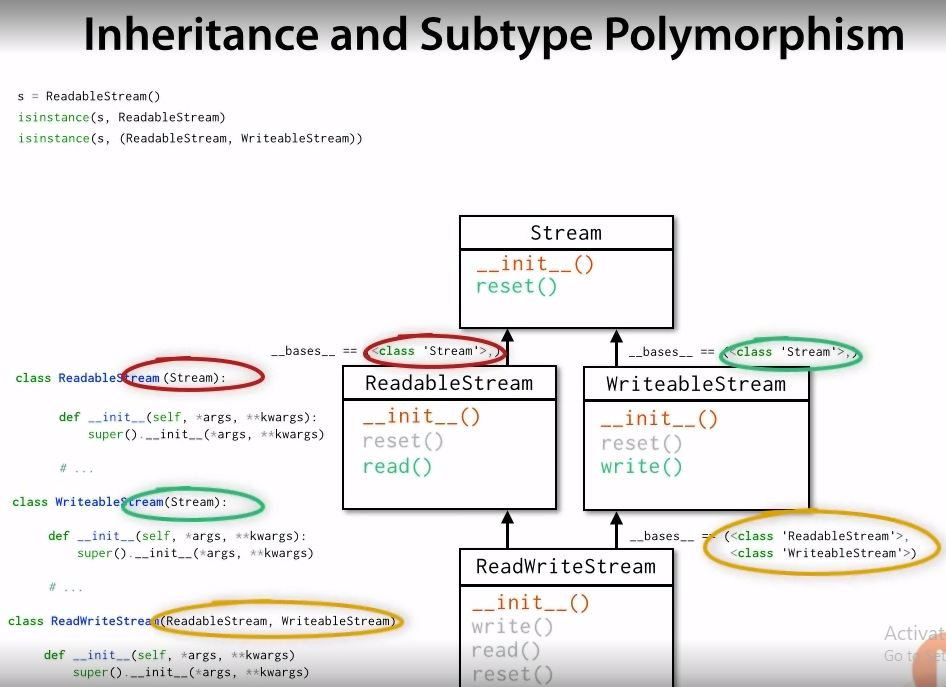 Inheritance and Subtype Polymorphism
s = ReadableStream()
isinstance(s, ReadableStream)
isinstance(s, (ReadableStream, WriteableStream))
Stream
__init__()
reset()
__bases__ == (<class 'Stream'>,)
__bases__ == (<class 'Stream'>,)
class ReadableStream(Stream):
def __init__(self, *args, **kwargs):
super().__init__(*args, **kwargs)
# ...
ReadableStream
__init__()
reset()
read()
WriteableStream
__init__()
reset()
write()
class WriteableStream(Stream):
def __init__(self, *args, **kwargs):
super().__init__(*args, **kwargs)
# ...
__bases__ == (<class 'ReadableStream'>,
<class 'WriteableStream'>)
class ReadWriteStream(ReadableStream, WriteableStream)
def __init__(self, *args, **kwargs)
super().__init__(*args, **kwargs)
ReadWriteStream
__init__()
write()
read()
reset()
Activat
Go to Set